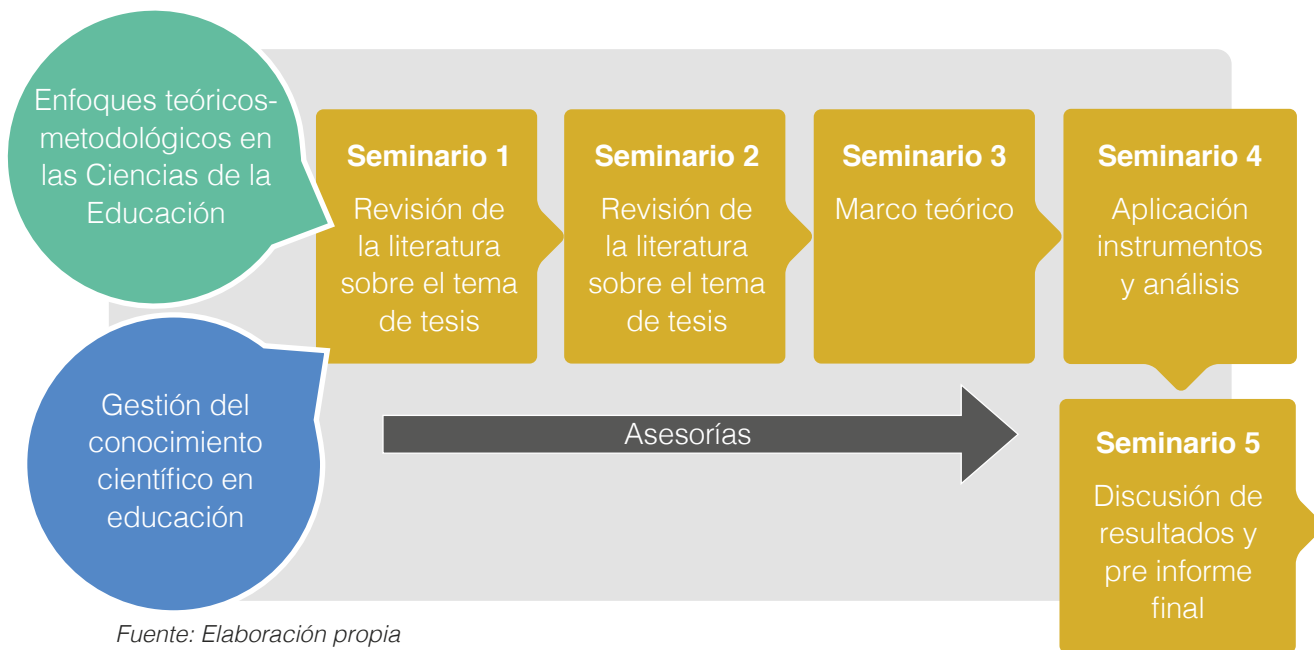 Enfoques teóricos-
metodológicos en
las Ciencias de la
Educación
Gestión del
conocimiento
científico en
educación
Seminario 1
Revisión de
la literatura
sobre el tema
de tesis
Seminario 2
Revisión de
la literatura
sobre el tema
de tesis
Seminario 3
Marco teórico
Seminario 4
Aplicación
instrumentos
y análisis
Asesorías
Seminario 5
Discusión de
resultados y
pre informe
final
Fuente: Elaboración propia